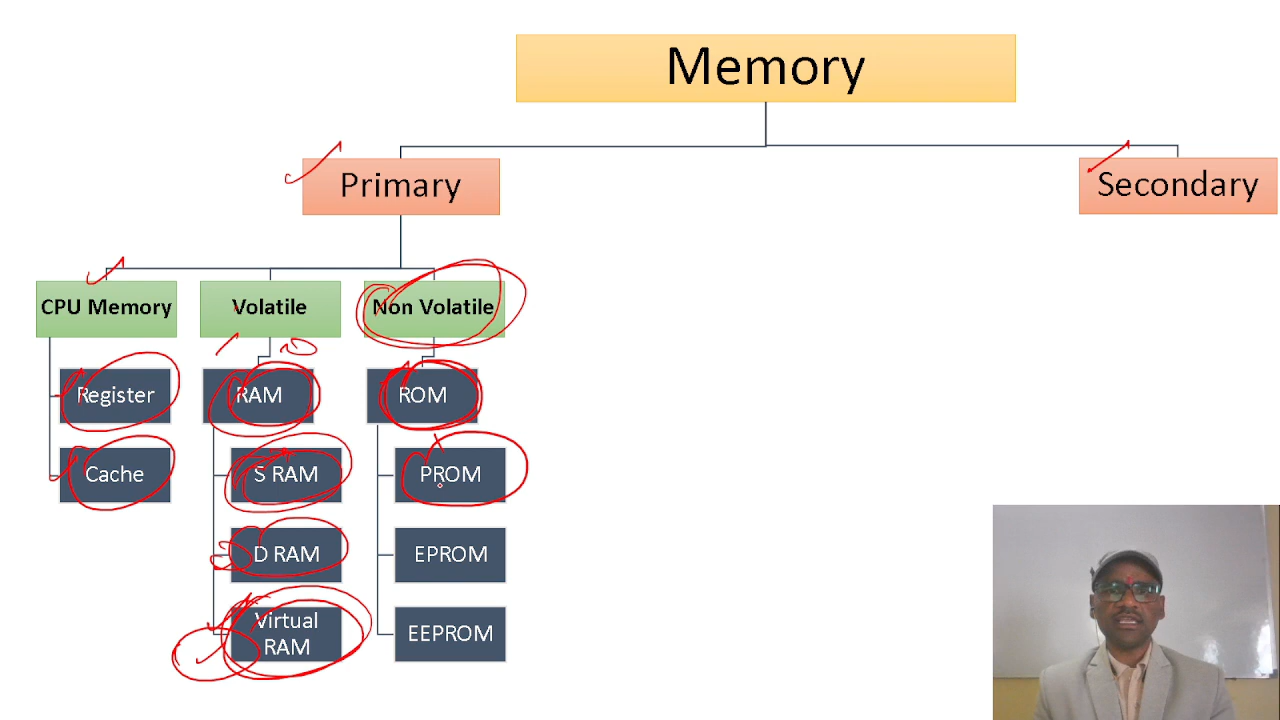 Memory
Primary
Secondary
CPU Memory
Volatile
Non Volatile
Register
RAM
ROM
Cache
S RAM
PROM
D RAM
EPROM
Virtual
RAM
EEPROM